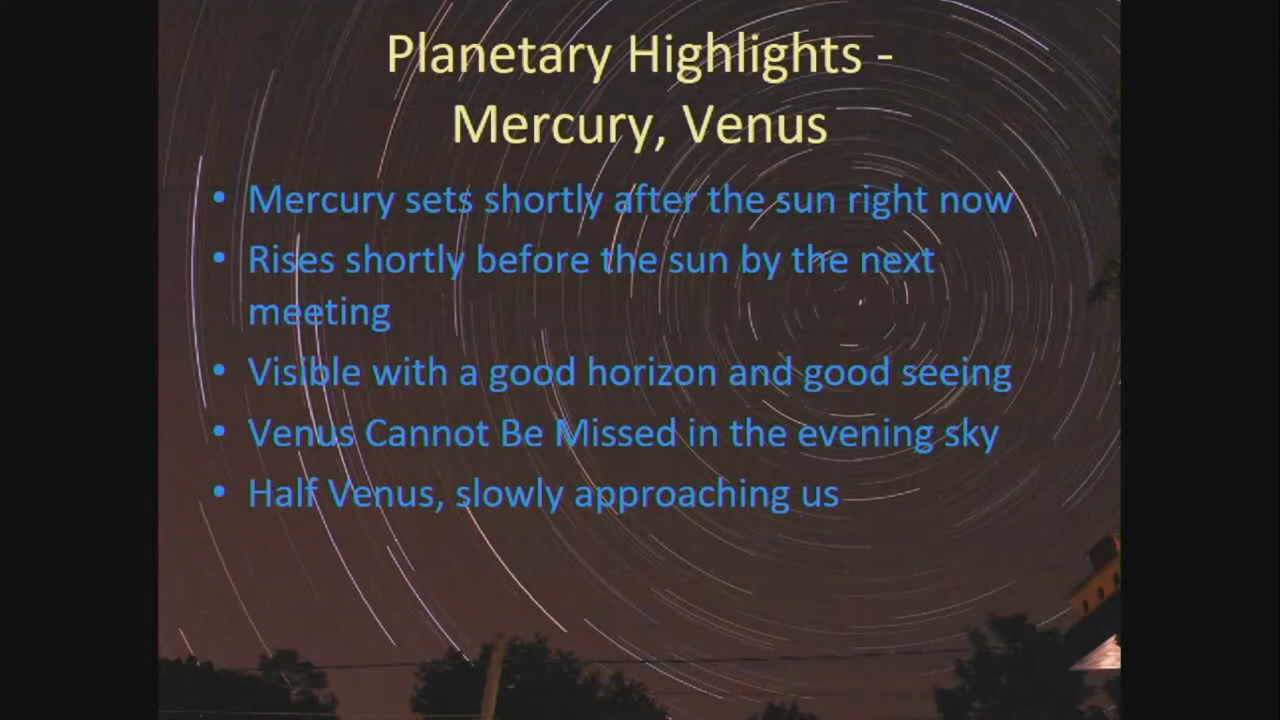 Planetary Highlights -
Mercury, Venus
• Mercury sets shortly after the sun right now
• Rises shortly before the sun by the next
meeting
• Visible with a good horizon and good seeing
• Venus Cannot Be Missed in the evening sky
• Half Venus, slowly approaching us